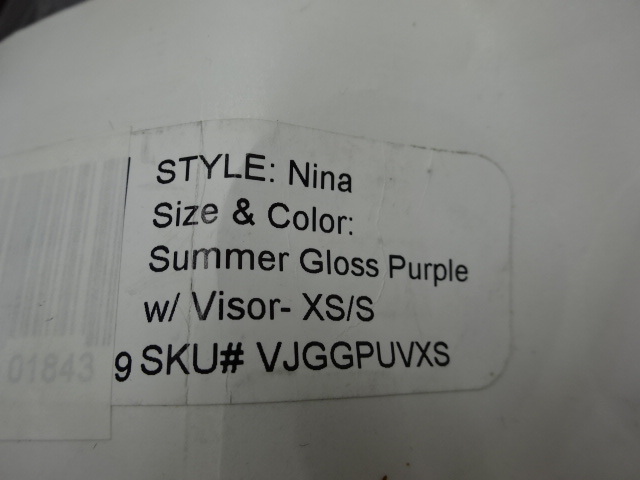 STYLE: Nina
Size & Color:
Summer Gloss Purple
w/ Visor- XS/S
01843 9 SKU# VJGGPUVXS